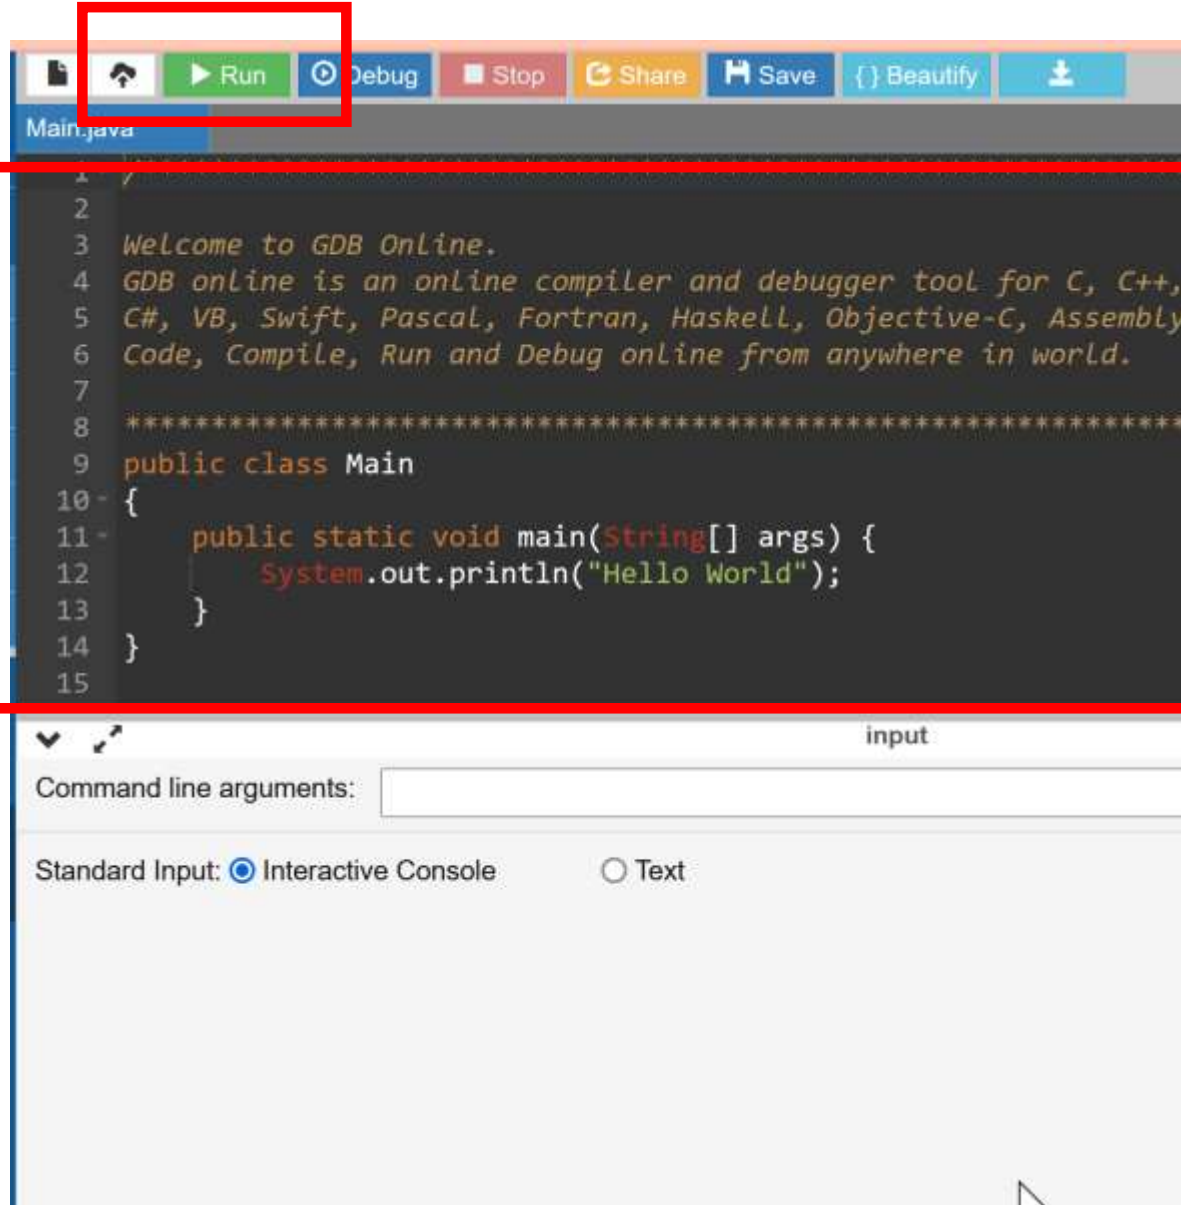 Run Debug Stop Share Save {} Beautify
Main.java
1 /******************************************************************************
2
3 Welcome to GDB Online.
4 GDB online is an online compiler and debugger tool for C, C++,
5 C#, VB, Swift, Pascal, Fortran, Haskell, Objective-C, Assembly
6 Code, Compile, Run and Debug online from anywhere in world.
7
8 *******************************************************************************
9 public class Main
10 {
11 public static void main(String[] args) {
12 System.out.println("Hello World");
13 }
14 }
15
input
Command line arguments:
Standard Input: Interactive Console Text